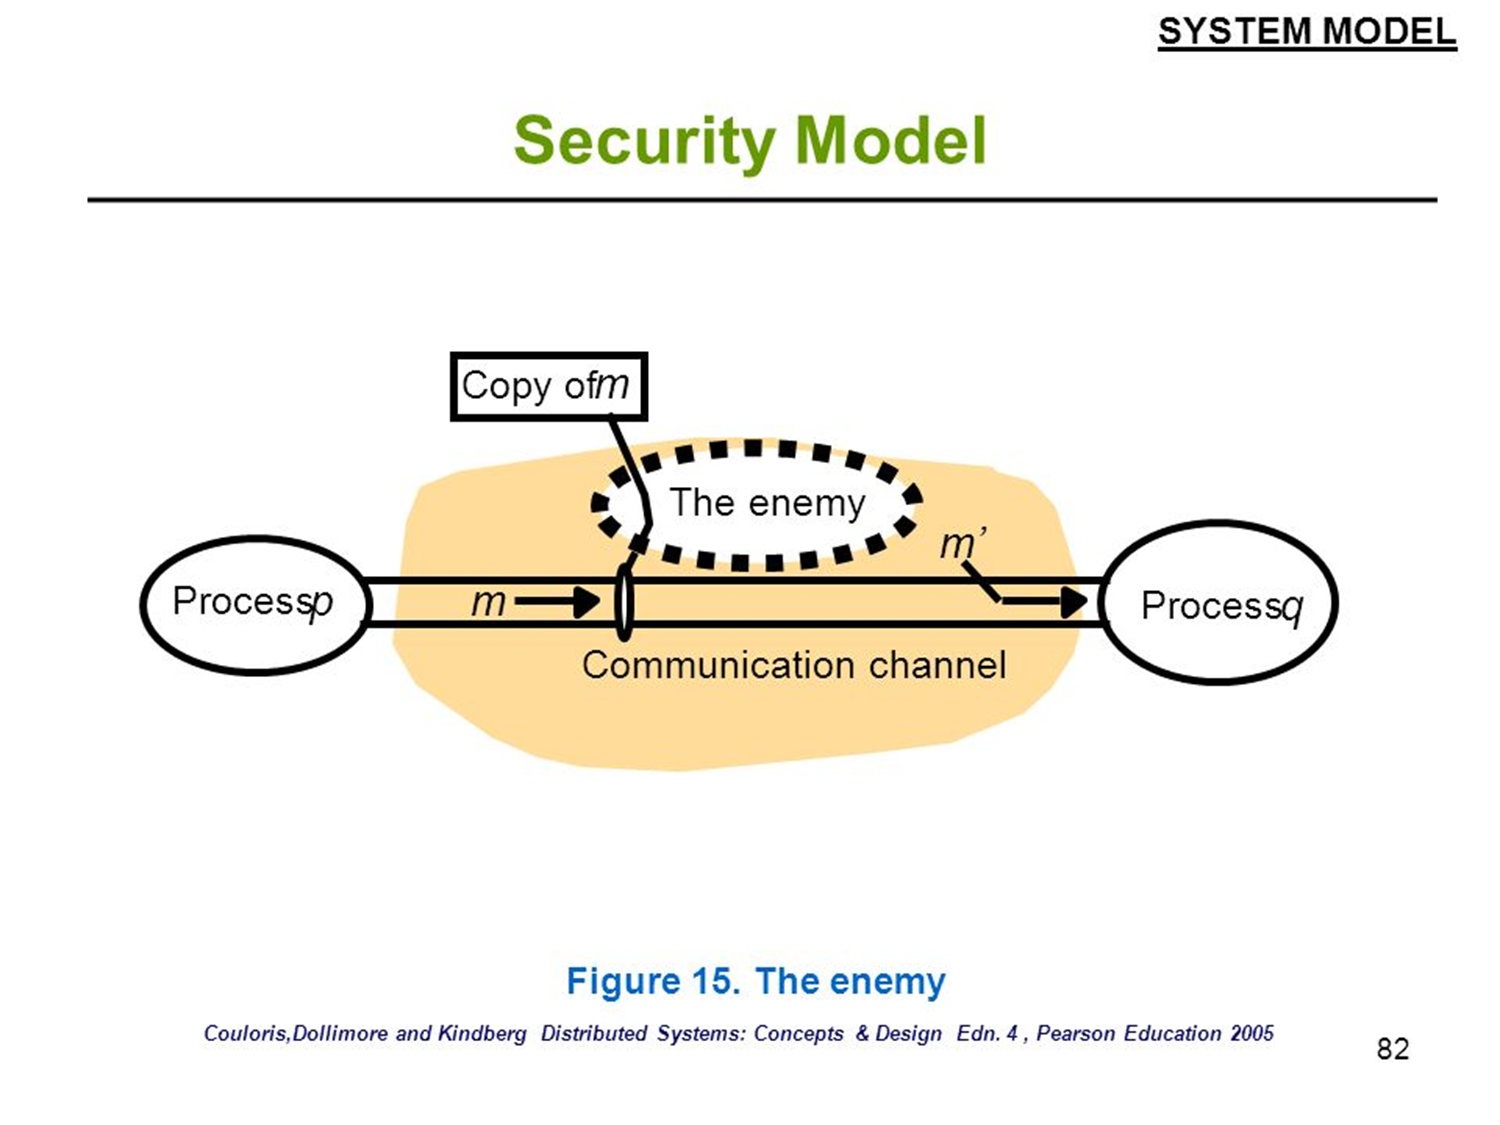 SYSTEM MODEL
Security Model
Copy ofm
The enemy
m’
Processp
m
Processq
Communication channel
Figure 15. The enemy
Couloris,Dollimore and Kindberg Distributed Systems: Concepts & Design Edn. 4 , Pearson Education 2005
82